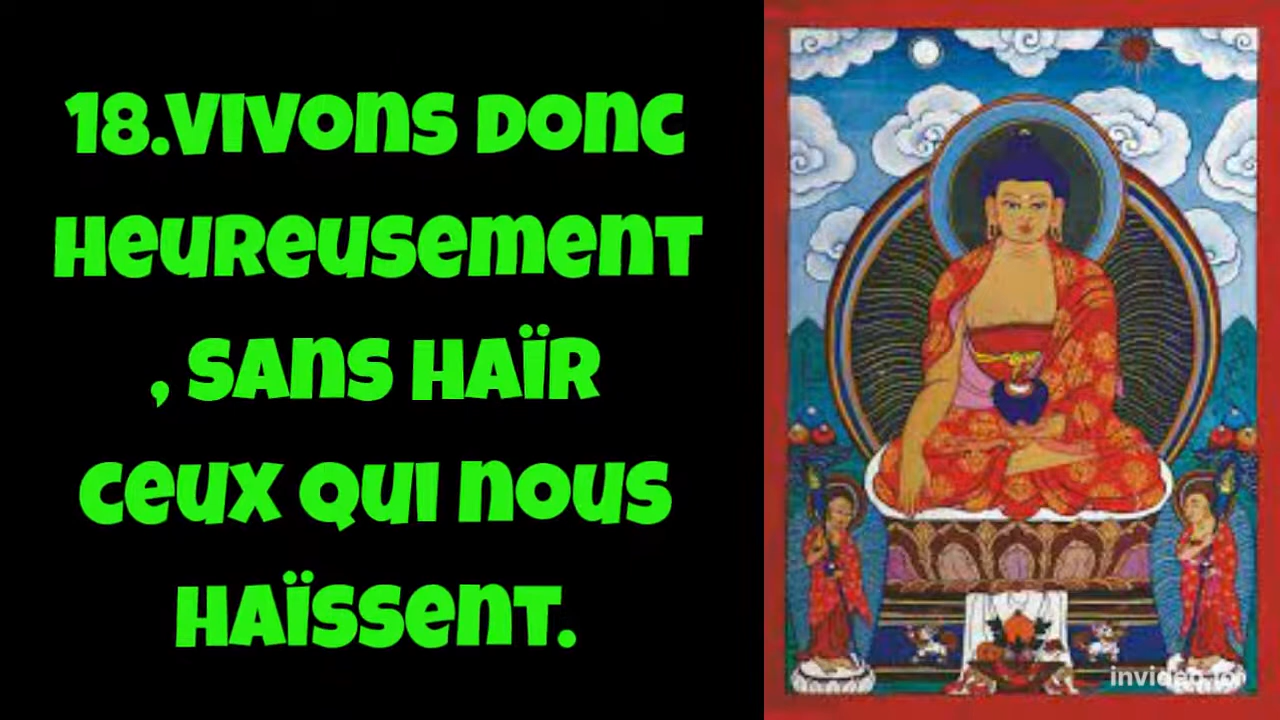 18.Vivons donc
heureusement
, sans haïr
ceux qui nous
haïssent.